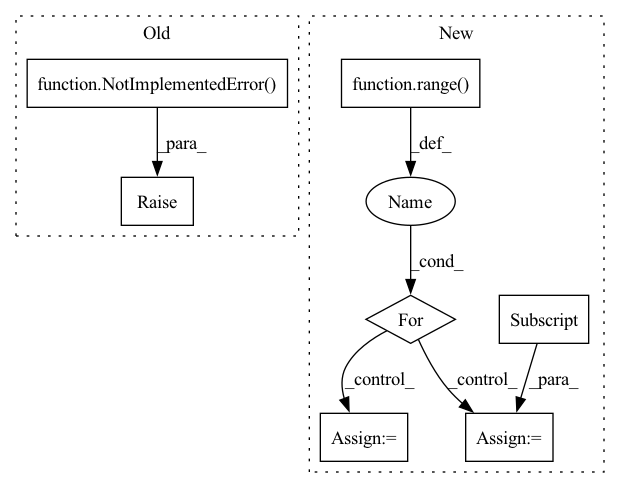 Old
New
function.NotImplementedError()
function.range()
_para_
_def_
Raise
Name
_cond_
For
Subscript
_control_
_control_
_para_
Assign:=
Assign:=